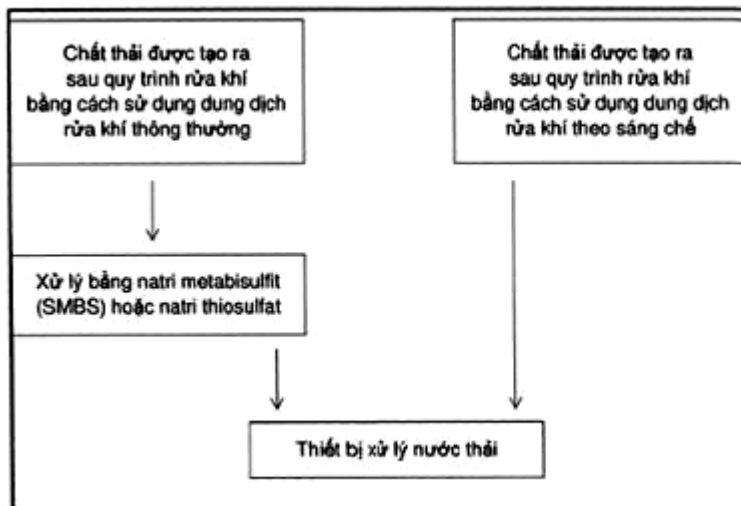 Chất thải được tạo ra
sau quy trình rửa khí
bằng cách sử dụng dung dịch
rửa khí thông thường
Chất thải được tạo ra
sau quy trình rửa khí
bằng cách sử dụng dung dịch
rửa khí theo sáng chế
Xử lý bằng natri metabisulfit
(SMBS) hoặc natri thiosulfat
Thiết bị xử lý nước thải